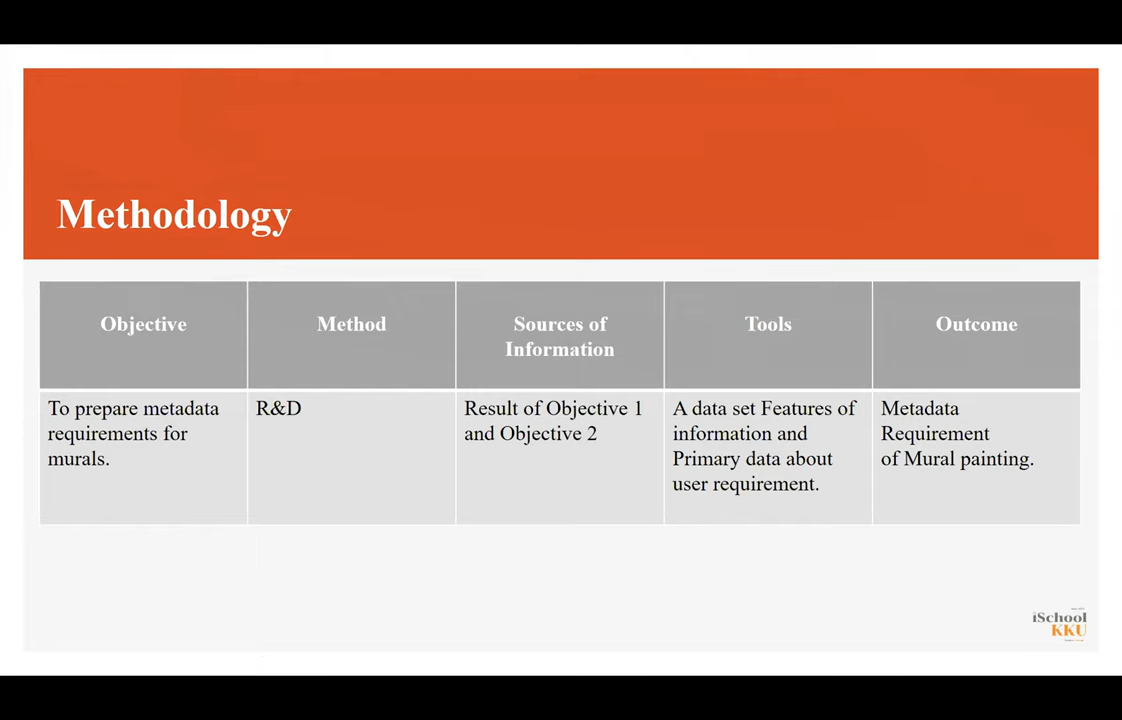 Methodology
Objective
Method
Sources of
Information
Tools
Outcome
To prepare metadata
requirements for
murals.
R&D
Result of Objective 1
and Objective 2
A data set Features of
information and
Primary data about
user requirement.
Metadata
Requirement
of Mural painting.
iSchool
KKU